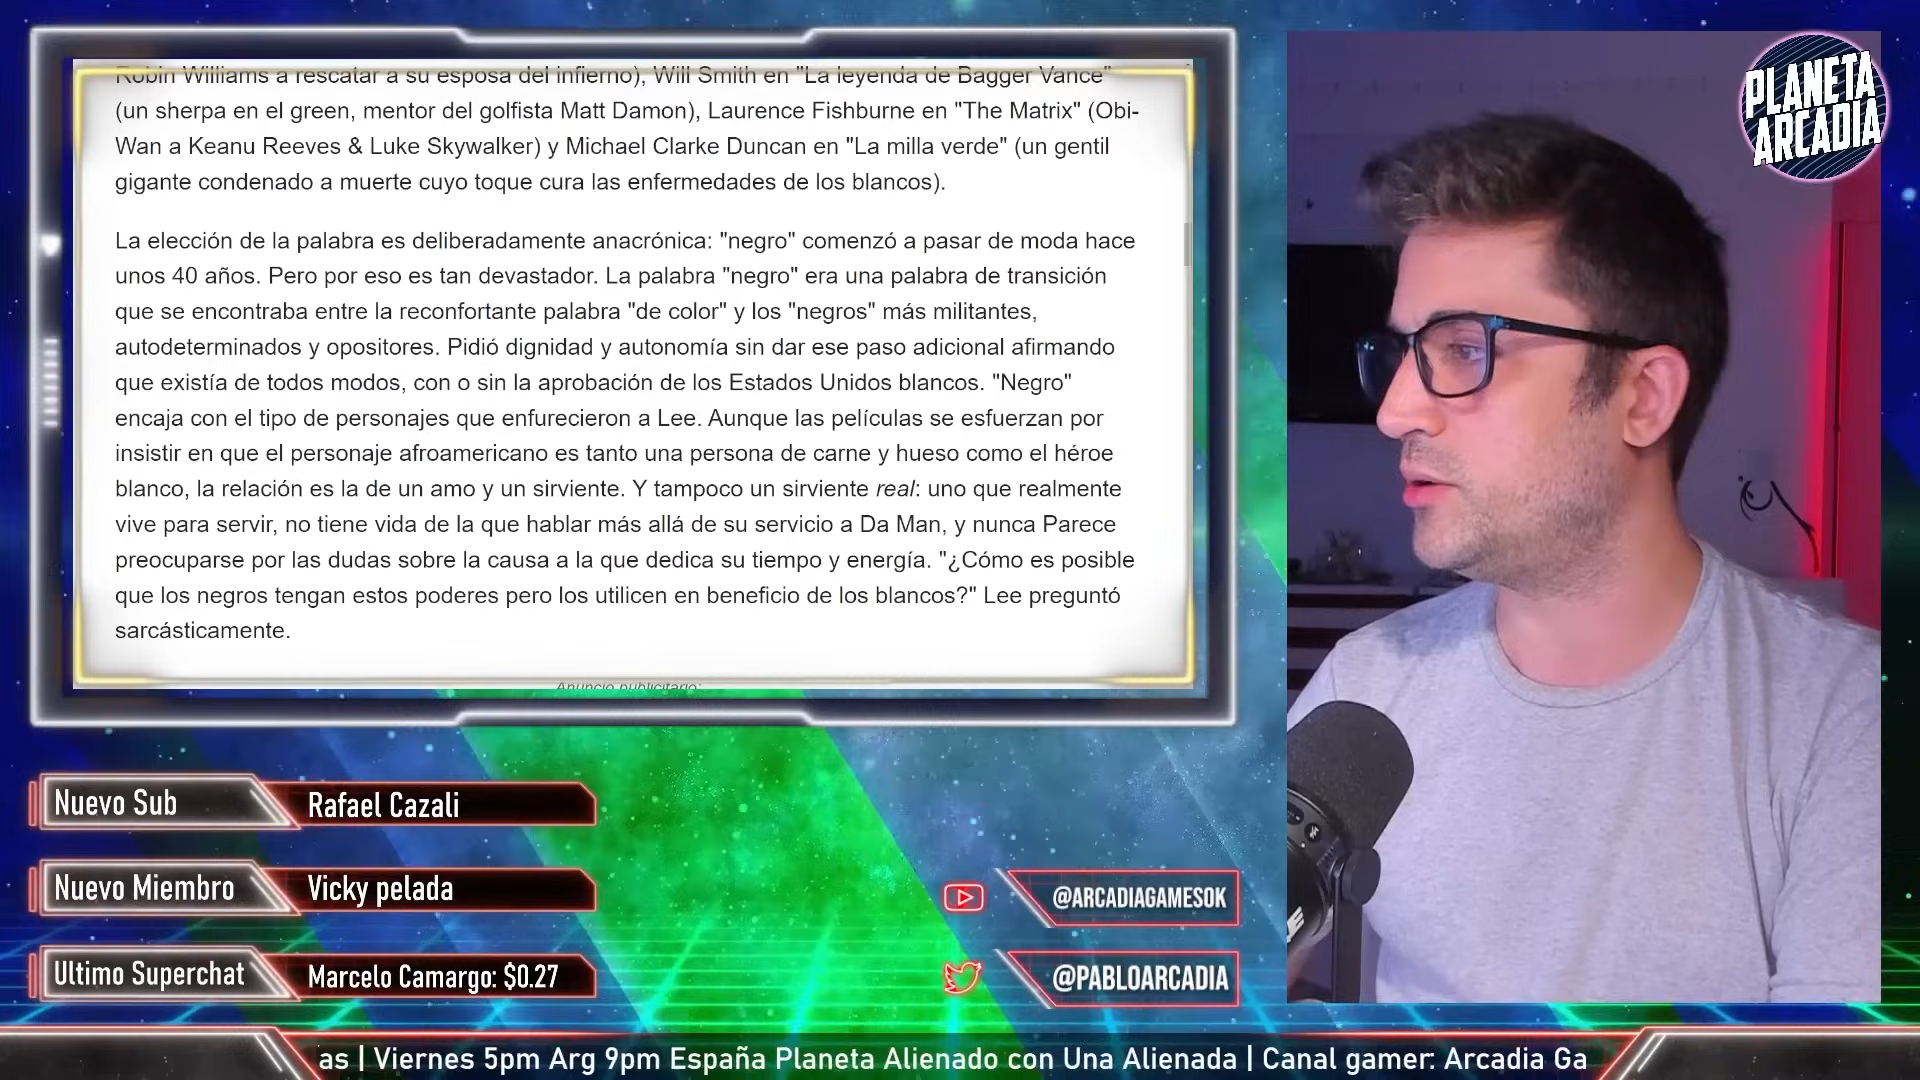 Robin Williams a rescatar a su esposa del infierno), Will Smith en "La leyenda de Bagger Vance"
(un sherpa en el green, mentor del golfista Matt Damon), Laurence Fishburne en "The Matrix" (Obi-
Wan a Keanu Reeves & Luke Skywalker) y Michael Clarke Duncan en "La milla verde" (un gentil
gigante condenado a muerte cuyo toque cura las enfermedades de los blancos).
La elección de la palabra es deliberadamente anacrónica: "negro" comenzó a pasar de moda hace
unos 40 años. Pero por eso es tan devastador. La palabra "negro" era una palabra de transición
que se encontraba entre la reconfortante palabra "de color" y los "negros" más militantes,
autodeterminados y opositores. Pidió dignidad y autonomía sin dar ese paso adicional afirmando
que existía de todos modos, con o sin la aprobación de los Estados Unidos blancos. "Negro"
encaja con el tipo de personajes que enfurecieron a Lee. Aunque las películas se esfuerzan por
insistir en que el personaje afroamericano es tanto una persona de carne y hueso como el héroe
blanco, la relación es la de un amo y un sirviente. Y tampoco un sirviente real: uno que realmente
vive para servir, no tiene vida de la que hablar más allá de su servicio a Da Man, y nunca Parece
preocuparse por las dudas sobre la causa a la que dedica su tiempo y energía. "¿Cómo es posible
que los negros tengan estos poderes pero los utilicen en beneficio de los blancos?" Lee preguntó
sarcásticamente.
Anuncio publicitario:
PLANETA
ARCADIA
Nuevo Sub
Rafael Cazali
Nuevo Miembro
Vicky pelada
Ultimo Superchat
Marcelo Camargo: $0.27
@ARCADIAGAMESOK
@PABLOARCADIA
as | Viernes 5pm Arg 9pm España Planeta Alienado con Una Alienada | Canal gamer: Arcadia Ga